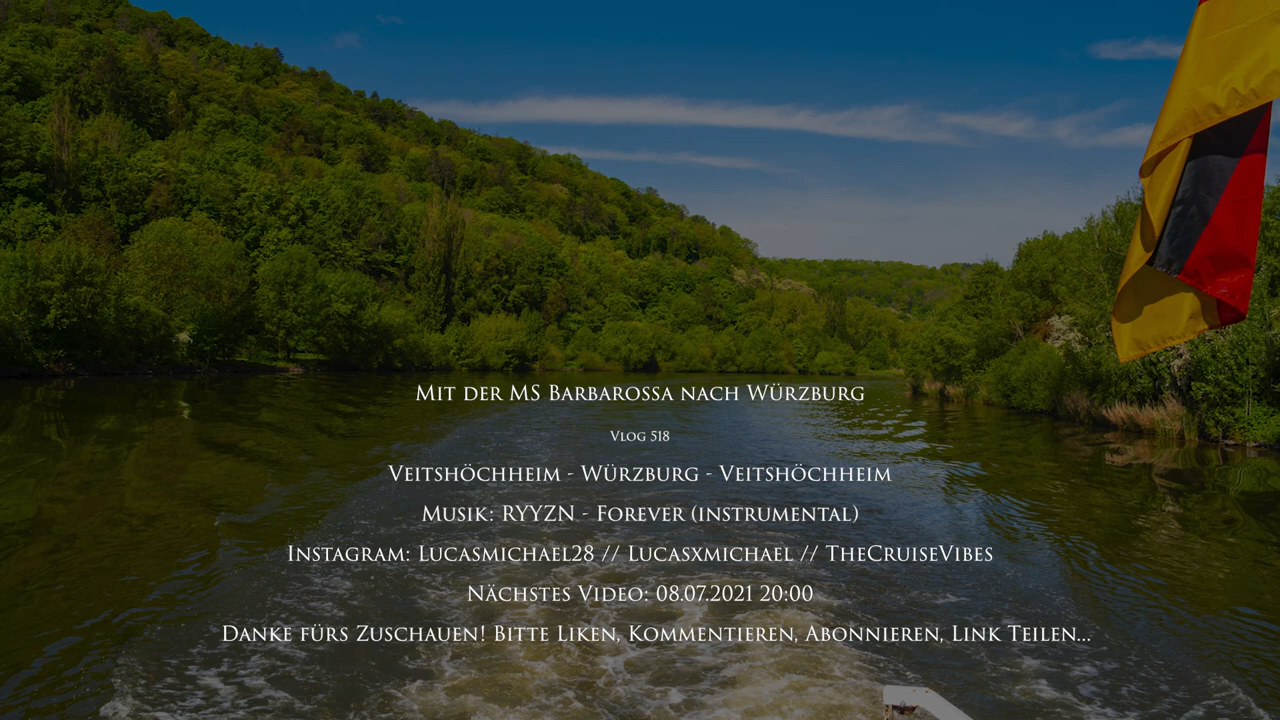 Mit der MS Barbarossa nach Würzburg
Vlog 518
Veitshöchheim - Würzburg - Veitshöchheim
Musik: RYYZN - Forever (instrumental)
Instagram: Lucasmichael28 // Lucasxmichael // TheCruiseVibes
Nächstes Video: 08.07.2021 20:00
Danke fürs Zuschauen! Bitte Liken, Kommentieren, Abonnieren, Link Teilen...